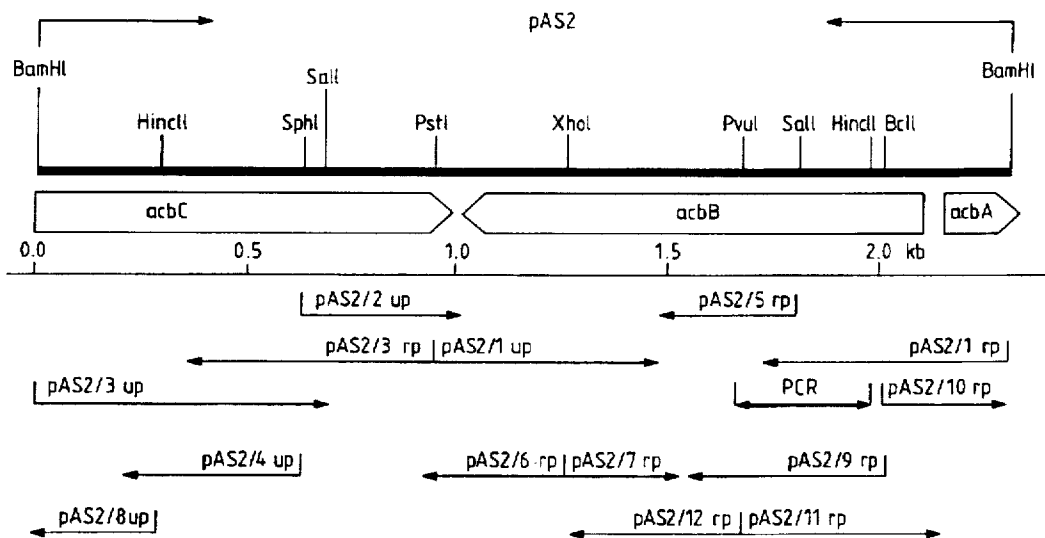 pAS2
BamHI BamHI
SalI
HincII SphI PstI XhoI PvuI SalI HincII BclI
acbC acbB acbA
0.0 0.5 1.0 1.5 2.0 kb
pAS2/2 up pAS2/5 rp
pAS2/3 rp pAS2/1 up pAS2/1 rp
pAS2/3 up PCR pAS2/10 rp
pAS2/4 up pAS2/6 rp pAS2/7 rp pAS2/9 rp
pAS2/8up pAS2/12 rp pAS2/11 rp